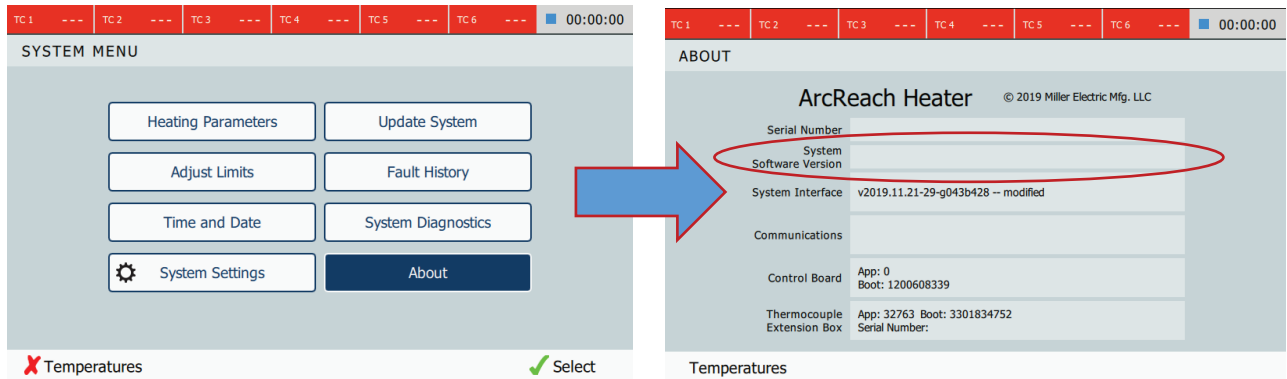 TC 1 --- TC 2 --- TC 3 --- TC 4 --- TC 5 --- TC 6 --- 00:00:00
SYSTEM MENU
Heating Parameters Update System
Adjust Limits Fault History
Time and Date System Diagnostics
System Settings About
Temperatures Select
TC 1 --- TC 2 --- TC 3 --- TC 4 --- TC 5 --- TC 6 --- 00:00:00
ABOUT
ArcReach Heater © 2019 Miller Electric Mfg. LLC
Serial Number
System
Software Version
System Interface v2019.11.21-29-g043b428 -- modified
Communications
Control Board App: 0
Boot: 1200608339
Thermocouple App: 32763 Boot: 3301834752
Extension Box Serial Number:
Temperatures